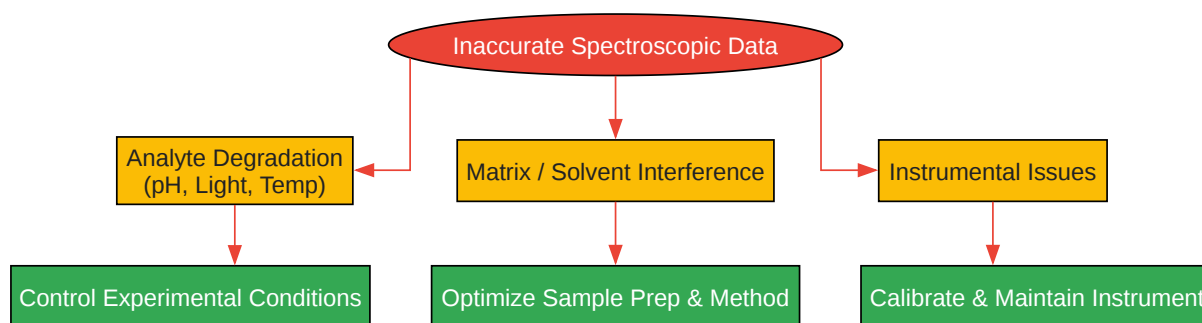 Inaccurate Spectroscopic Data
Analyte Degradation
(pH, Light, Temp)
Matrix / Solvent Interference
Instrumental Issues
Control Experimental Conditions
Optimize Sample Prep & Method
Calibrate & Maintain Instrument